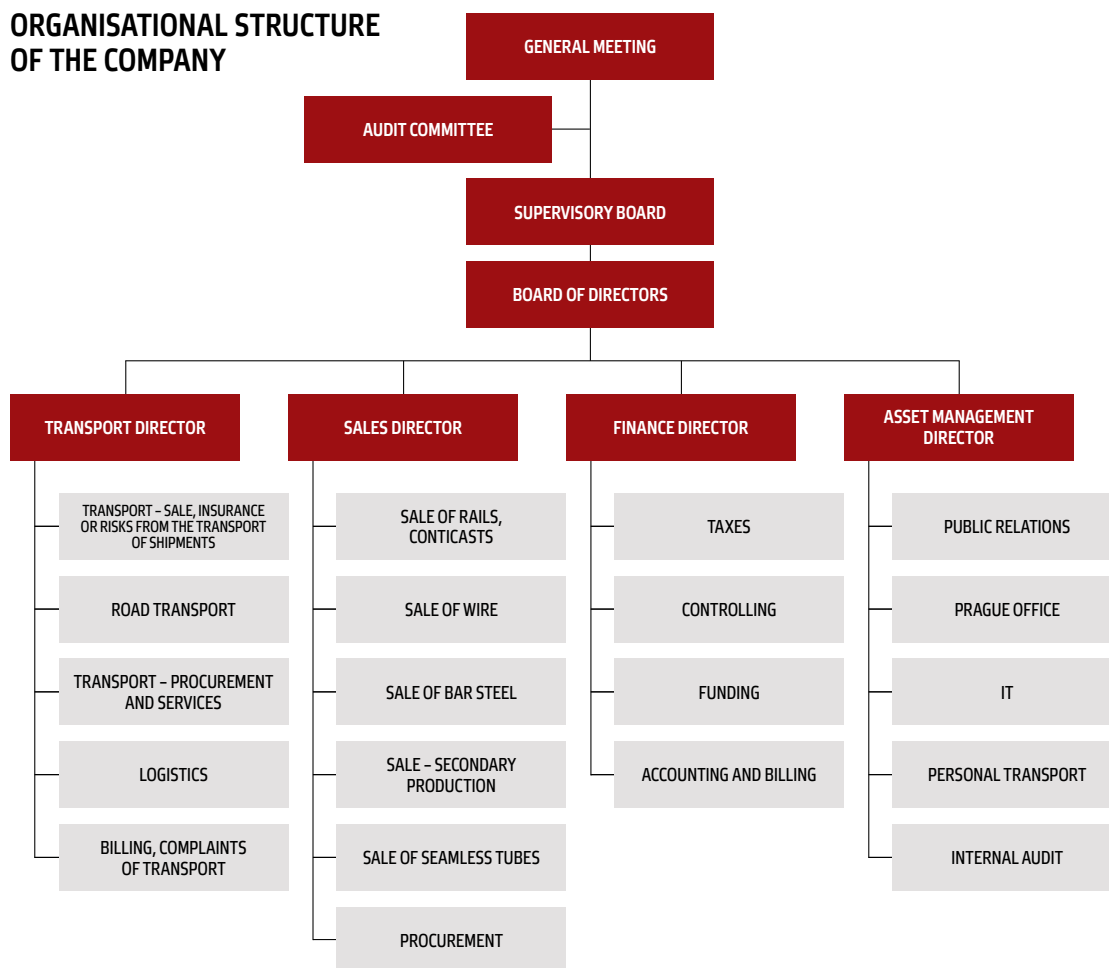 ORGANISATIONAL STRUCTURE
OF THE COMPANY
GENERAL MEETING
AUDIT COMMITTEE
SUPERVISORY BOARD
BOARD OF DIRECTORS
TRANSPORT DIRECTOR
TRANSPORT – SALE, INSURANCE
OR RISKS FROM THE TRANSPORT
OF SHIPMENTS
ROAD TRANSPORT
TRANSPORT – PROCUREMENT
AND SERVICES
LOGISTICS
BILLING, COMPLAINTS
OF TRANSPORT
SALES DIRECTOR
SALE OF RAILS,
CONTICASTS
SALE OF WIRE
SALE OF BAR STEEL
SALE – SECONDARY
PRODUCTION
SALE OF SEAMLESS TUBES
PROCUREMENT
FINANCE DIRECTOR
TAXES
CONTROLLING
FUNDING
ACCOUNTING AND BILLING
ASSET MANAGEMENT
DIRECTOR
PUBLIC RELATIONS
PRAGUE OFFICE
IT
PERSONAL TRANSPORT
INTERNAL AUDIT